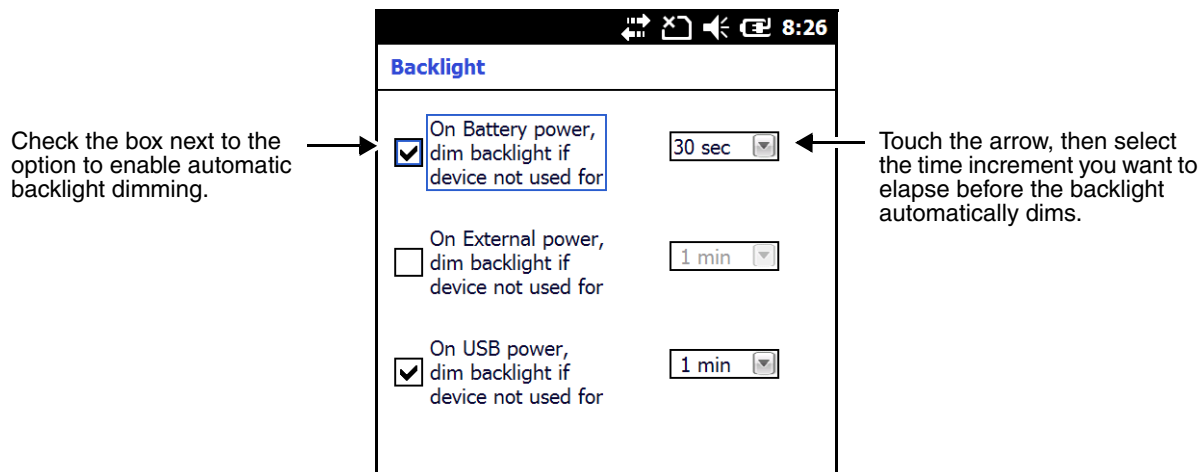 8:26
Backlight
Check the box next to the
option to enable automatic
backlight dimming.
On Battery power,
dim backlight if
device not used for
30 sec
Touch the arrow, then select
the time increment you want to
elapse before the backlight
automatically dims.
On External power,
dim backlight if
device not used for
1 min
On USB power,
dim backlight if
device not used for
1 min